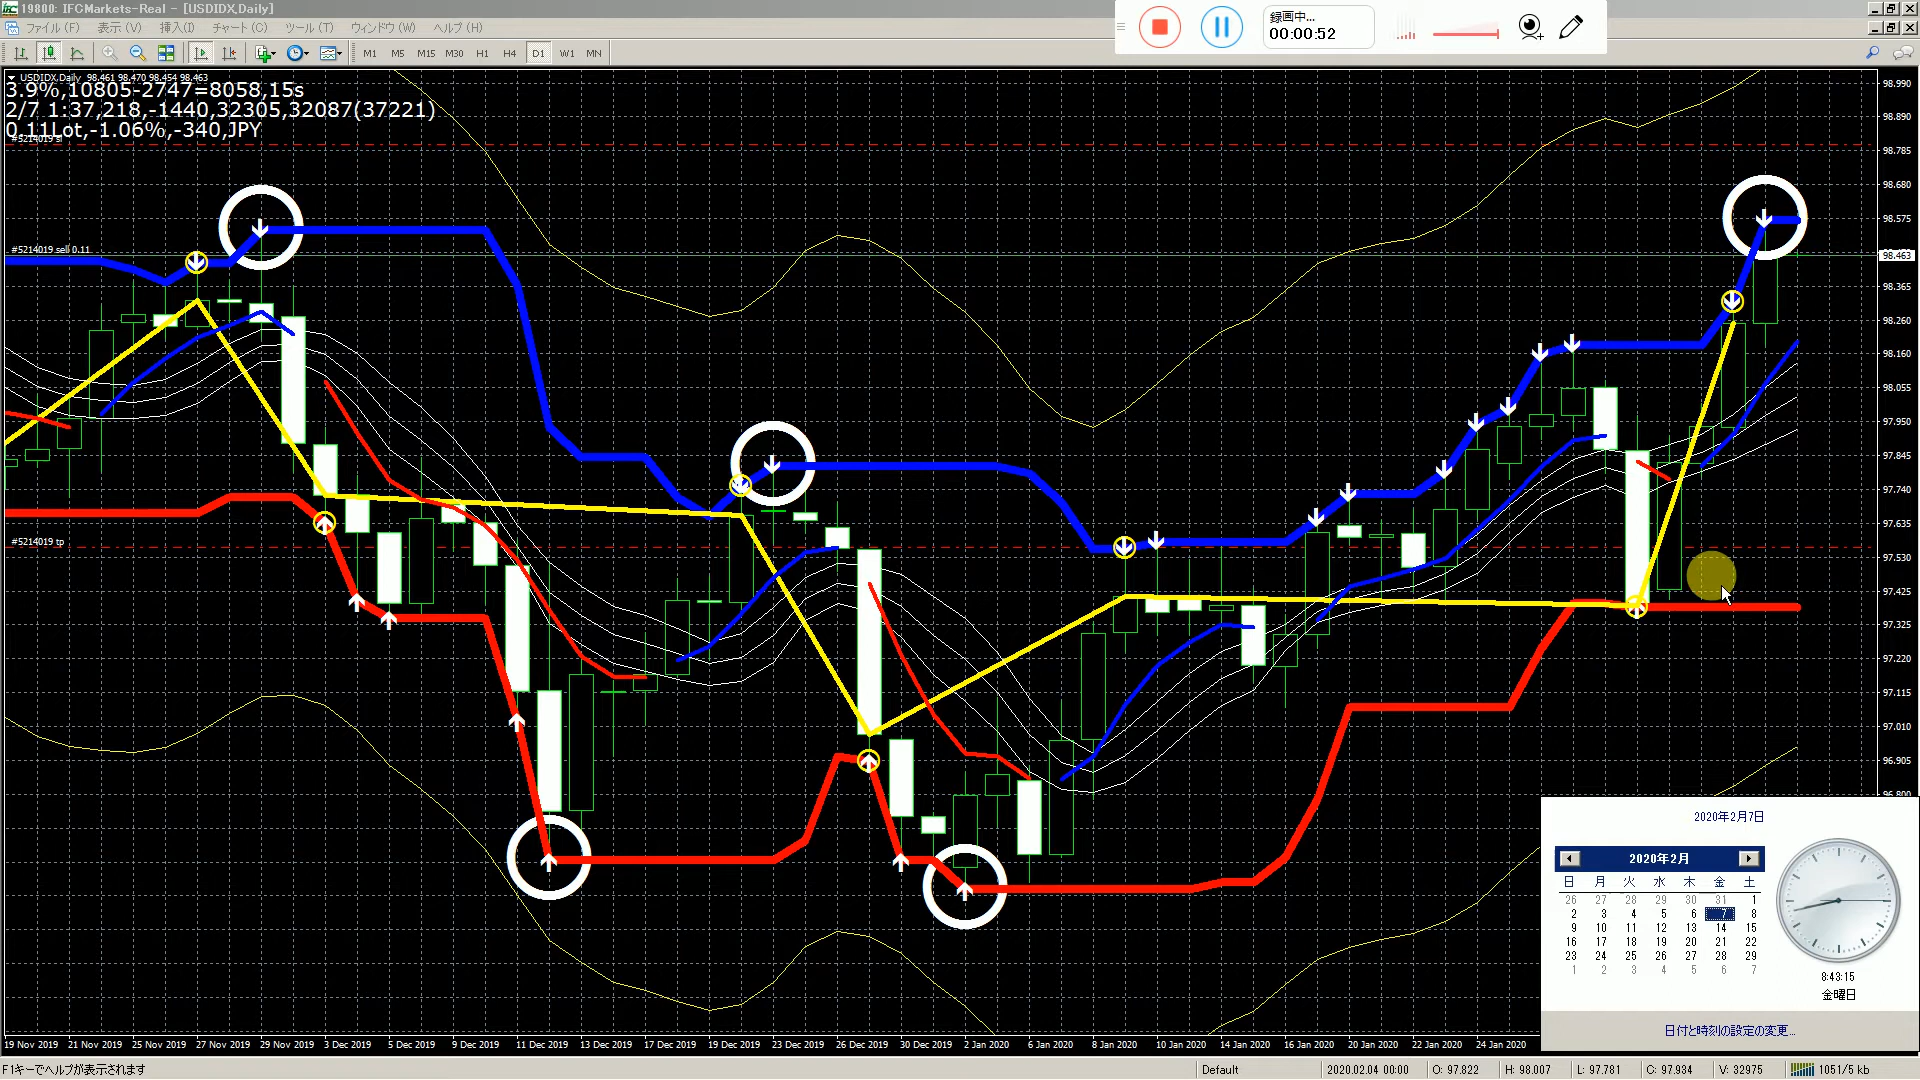 19800: IFCMarkets-Real - [USDIDX,Daily]
ファイル (F) 表示 (V) 挿入(I) チャート (C) ツール (T) ウィンドウ (W) ヘルプ (H)
録画中...
00:00:52
M1 M5 M15 M30 H1 H4 D1 W1 MN
USDIDX,Daily 98.461 98.470 98.454 98.463
3.9%,10805-2747=8058,15s
2/7 1:37,218,-1440,32305,32087(37221)
0.11Lot,-1.06%,-340,JPY
#5214019 sl
#5214019 sell 0.11
#5214019 tp
98.990
98.890
98.785
98.680
98.575
98.463
98.365
98.260
98.160
98.055
97.950
97.845
97.740
97.635
97.530
97.425
97.325
97.220
97.115
97.010
96.905
96.800
2020年2月7日
2020年2月
日 月 火 水 木 金 土
26 27 28 29 30 31 1
2 3 4 5 6 7 8
9 10 11 12 13 14 15
16 17 18 19 20 21 22
23 24 25 26 27 28 29
1 2 3 4 5 6 7
8:43:15
金曜日
日付と時刻の設定の変更...
19 Nov 2019 21 Nov 2019 25 Nov 2019 27 Nov 2019 29 Nov 2019 3 Dec 2019 5 Dec 2019 9 Dec 2019 11 Dec 2019 13 Dec 2019 17 Dec 2019 19 Dec 2019 23 Dec 2019 26 Dec 2019 30 Dec 2019 2 Jan 2020 6 Jan 2020 8 Jan 2020 10 Jan 2020 14 Jan 2020 16 Jan 2020 20 Jan 2020 22 Jan 2020 24 Jan 2020
F1キーでヘルプが表示されます Default 2020.02.04 00:00 O: 97.822 H: 98.007 L: 97.781 C: 97.934 V: 32975 1051/5 kb